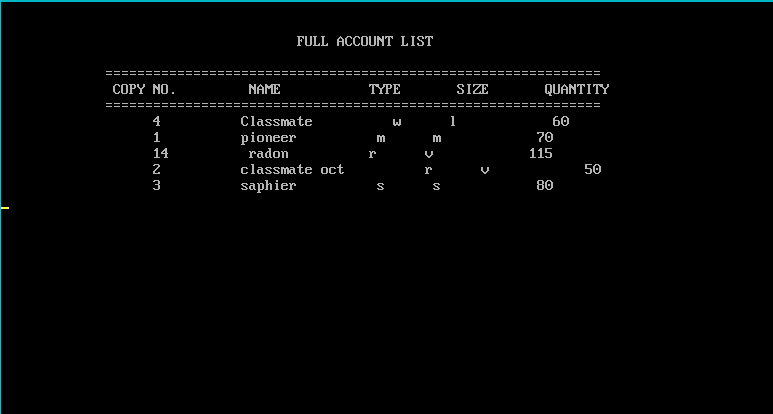 FULL ACCOUNT LIST
==============================================================
COPY NO. NAME TYPE SIZE QUANTITY
==============================================================
4 Classmate w l 60
1 pioneer m m 70
14 radon r v 115
2 classmate oct r v 50
3 saphier s s 80